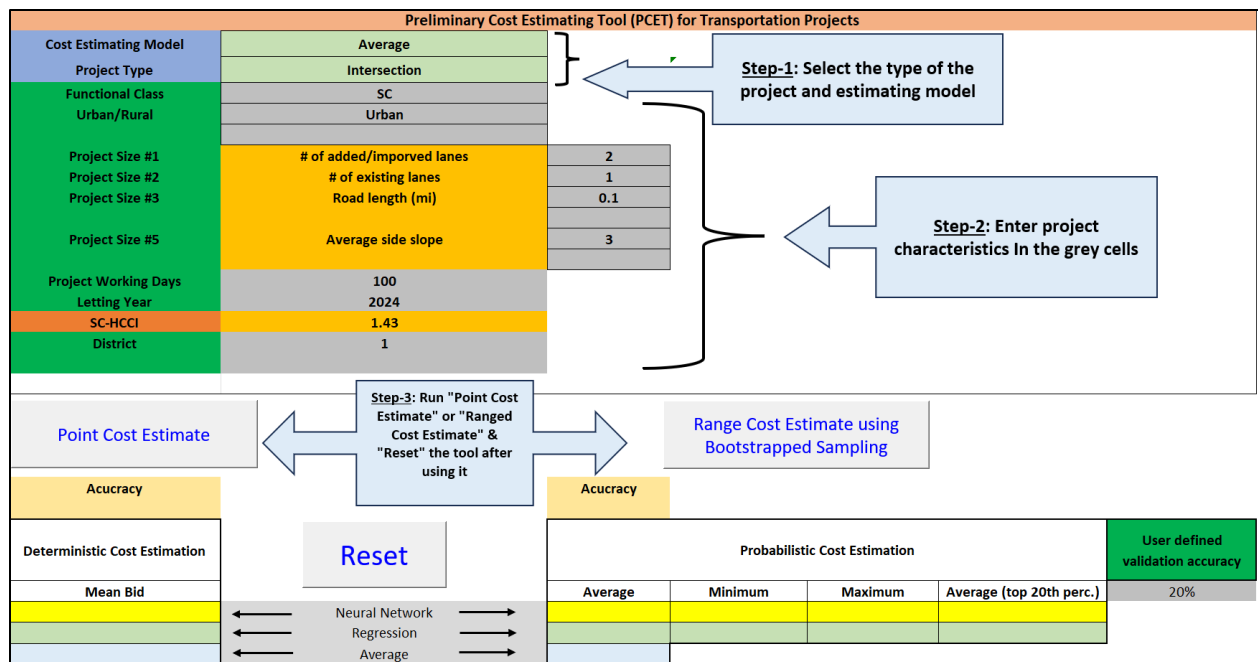 Preliminary Cost Estimating Tool (PCET) for Transportation Projects
Cost Estimating Model Average
Project Type Intersection
Step-1: Select the type of the
project and estimating model
Functional Class SC
Urban/Rural Urban
Project Size #1 # of added/imporved lanes 2
Project Size #2 # of existing lanes 1
Project Size #3 Road length (mi) 0.1
Project Size #5 Average side slope 3
Step-2: Enter project
characteristics In the grey cells
Project Working Days 100
Letting Year 2024
SC-HCCI 1.43
District 1
Point Cost Estimate
Step-3: Run "Point Cost
Estimate" or "Ranged
Cost Estimate" &
"Reset" the tool after
using it
Range Cost Estimate using
Bootstrapped Sampling
Acucracy Acucracy
Deterministic Cost Estimation
Reset
Probabilistic Cost Estimation
User defined
validation accuracy
Mean Bid Average Minimum Maximum Average (top 20th perc.) 20%
Neural Network
Regression
Average